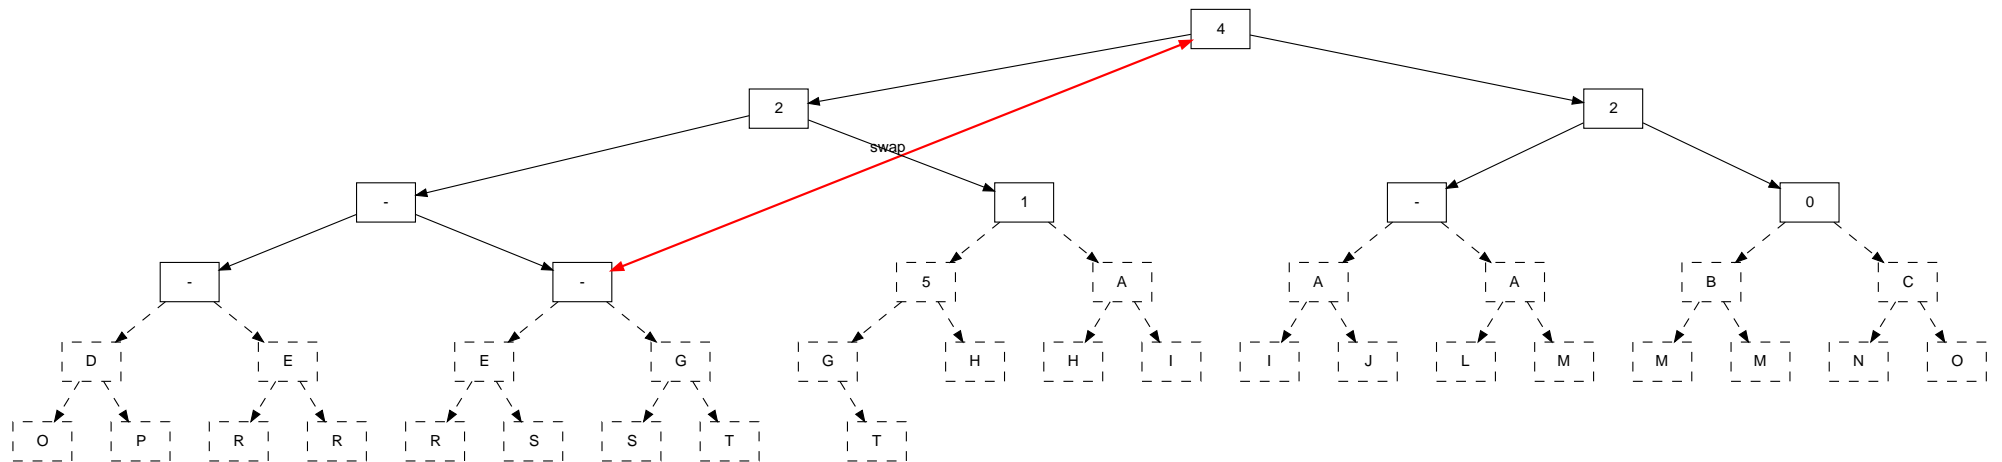 4
2 2
swap
- 1 - 0
- - 5 A A A B C
D E E G G H H I I J L M M M N O
O P R R R S S T T